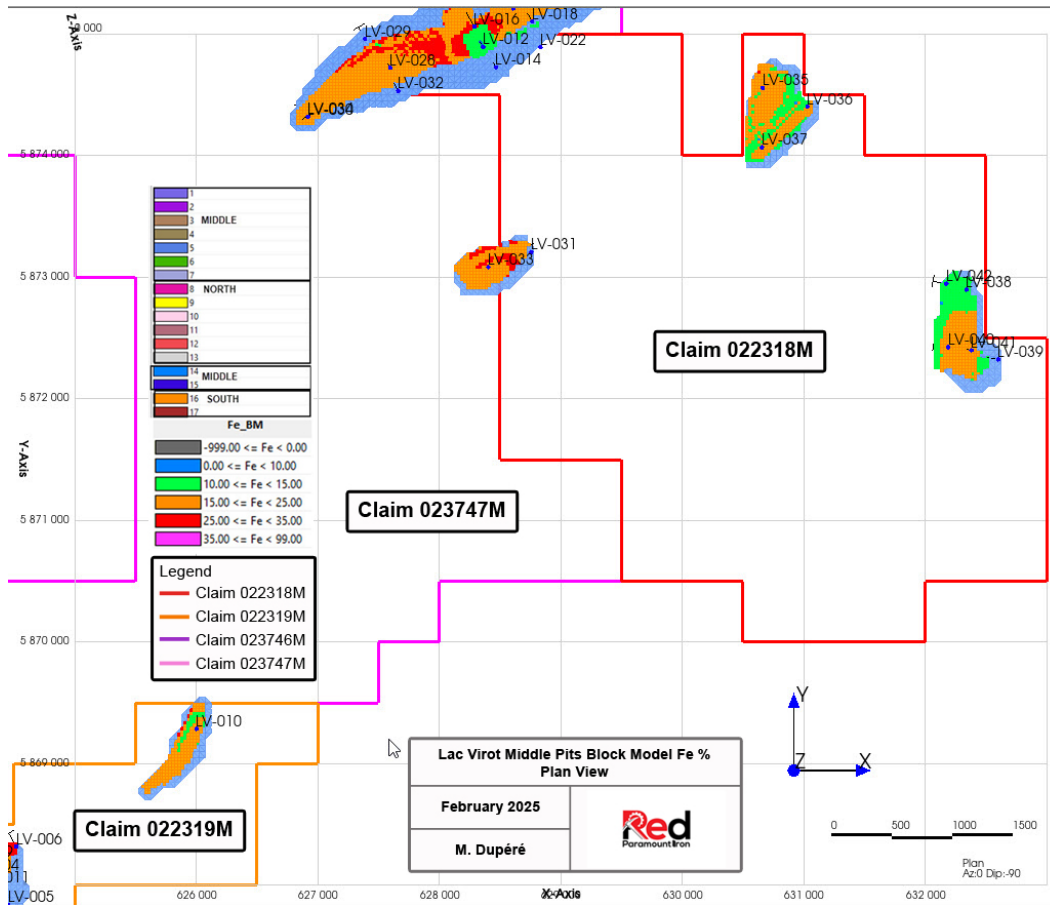 Z-Axis
LV-016
LV-018
LV-029
LV-012
LV-022
LV-028
LV-014
LV-032
LV-035
LV-036
LV-037
5 874 000
1
2
3 MIDDLE
4
5
6
7
8 NORTH
9
10
11
12
13
14 MIDDLE
15
16 SOUTH
17
LV-031
LV-033
5 873 000
LV-042
LV-038
LV-041
LV-039
Claim 022318M
5 872 000
Y-Axis
Fe_BM
-999.00 <= Fe < 0.00
0.00 <= Fe < 10.00
10.00 <= Fe < 15.00
15.00 <= Fe < 25.00
25.00 <= Fe < 35.00
35.00 <= Fe < 99.00
Claim 023747M
5 871 000
Legend
Claim 022318M
Claim 022319M
Claim 023746M
Claim 023747M
5 870 000
LV-010
5 869 000
Claim 022319M
LV-006
LV-005
Lac Virot Middle Pits Block Model Fe %
Plan View
February 2025
M. Dupéré
Red
Paramount Iron
Y
Z
X
0 500 1000 1500
Plan
Az:0 Dip:-90
626 000 627 000 628 000 X-Axis 630 000 631 000 632 000